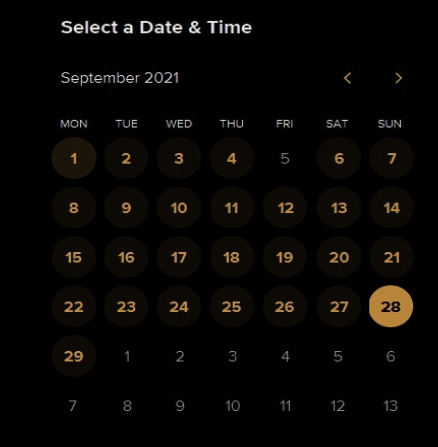 Select a Date & Time
September 2021 < >
MON TUE WED THU FRI SAT SUN
1 2 3 4 5 6 7
8 9 10 11 12 13 14
15 16 17 18 19 20 21
22 23 24 25 26 27 28
29 1 2 3 4 5 6
7 8 9 10 11 12 13